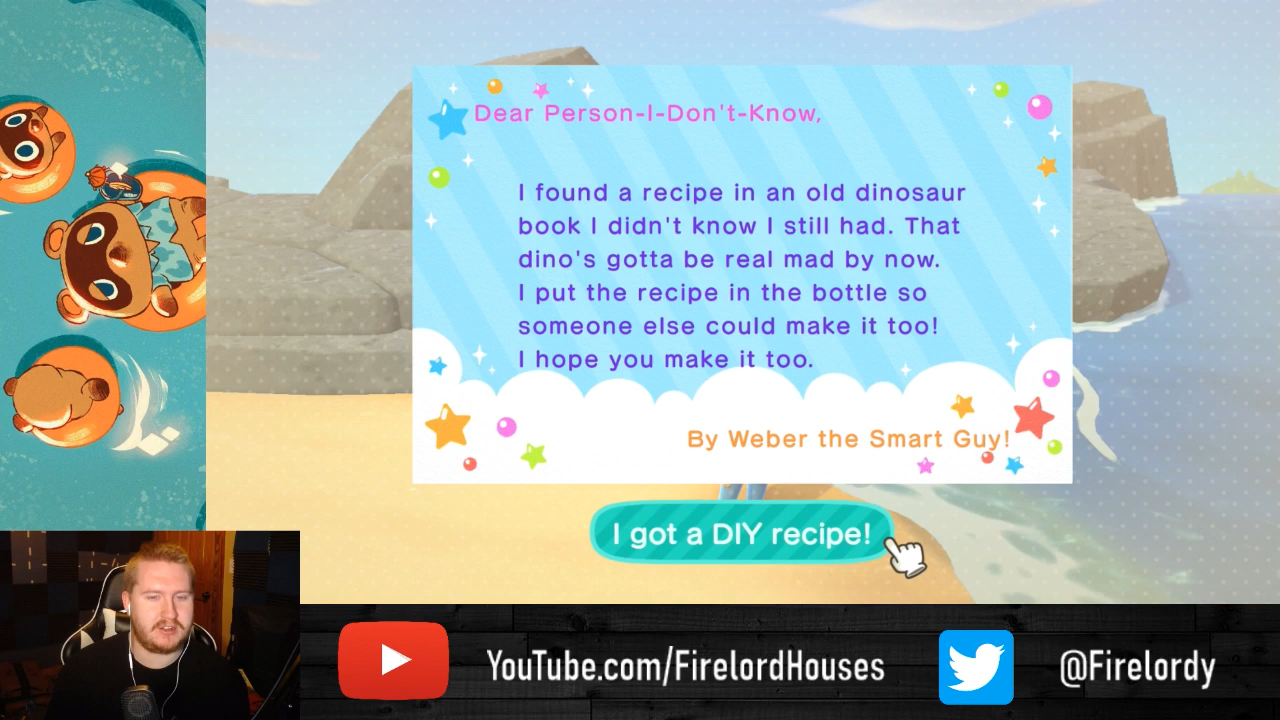 Dear Person-I-Don't-Know,
I found a recipe in an old dinosaur
book I didn't know I still had. That
dino's gotta be real mad by now.
I put the recipe in the bottle so
someone else could make it too!
I hope you make it too.
By Weber the Smart Guy!
I got a DIY recipe!
YouTube.com/FirelordHouses
@Firelordy